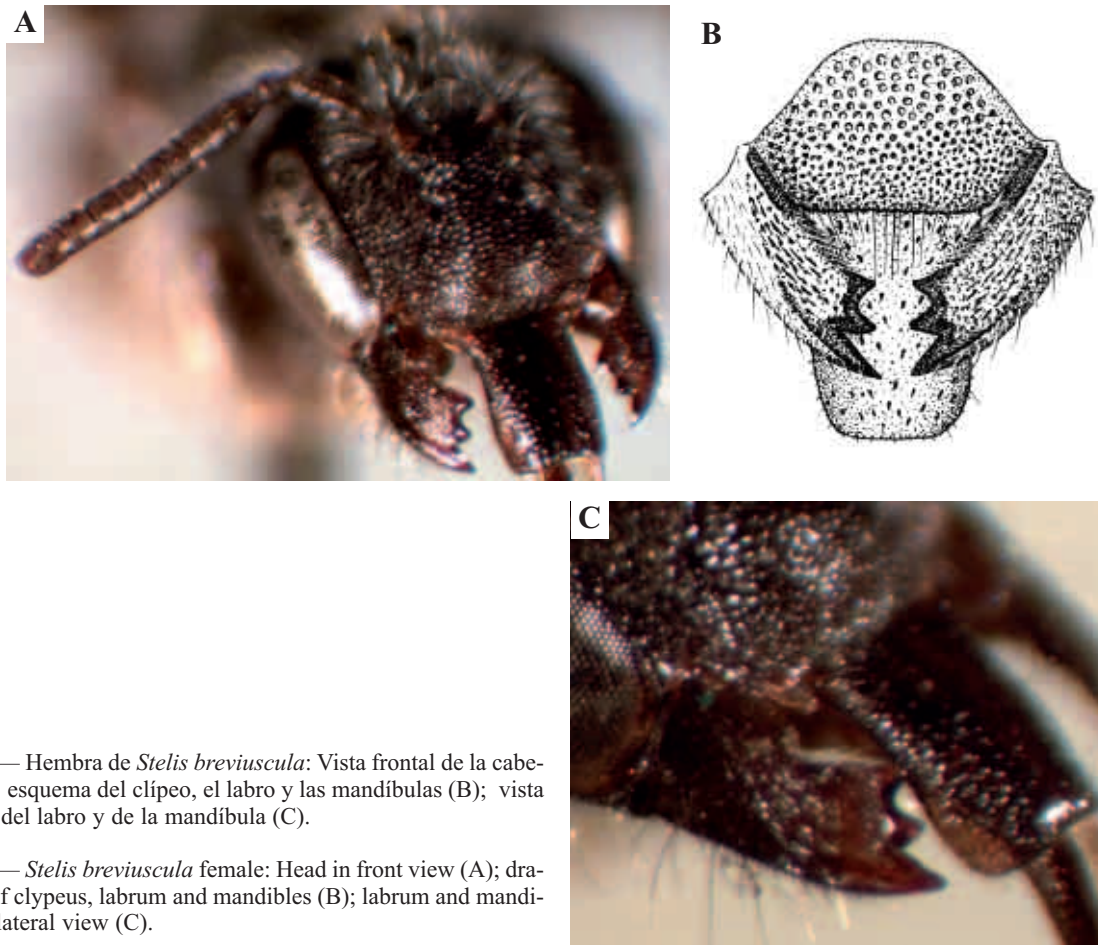 A
B
C
— Hembra de Stelis breviuscula: Vista frontal de la cabe-
esquema del clípeo, el labro y las mandíbulas (B); vista
del labro y de la mandíbula (C).
— Stelis breviuscula female: Head in front view (A); dra-
f clypeus, labrum and mandibles (B); labrum and mandi-
lateral view (C).